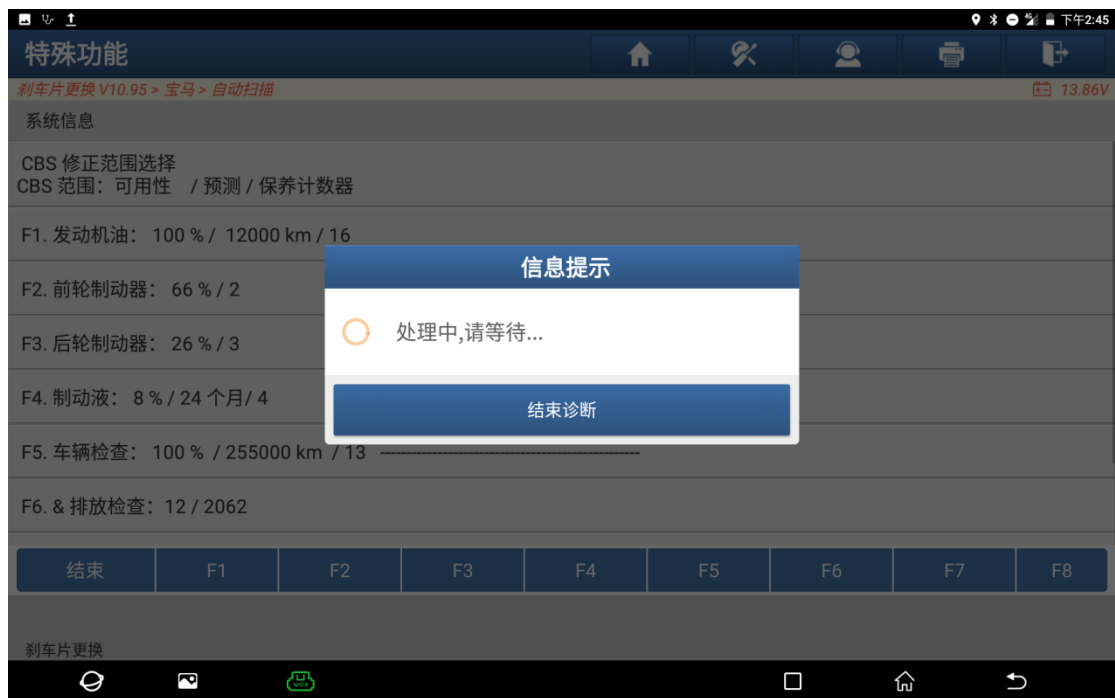 下午2:45
特殊功能
刹车片更换 V10.95 > 宝马 > 自动扫描
13.86V
系统信息
CBS 修正范围选择
CBS 范围：可用性 / 预测 / 保养计数器
F1. 发动机油： 100 % / 12000 km / 16
F2. 前轮制动器： 66 % / 2
F3. 后轮制动器： 26 % / 3
F4. 制动液： 8 % / 24 个月/ 4
F5. 车辆检查： 100 % / 255000 km / 13 ----------------------------------------------------
F6. & 排放检查：12 / 2062
信息提示
处理中,请等待...
结束诊断
结束 F1 F2 F3 F4 F5 F6 F7 F8
刹车片更换
VCI